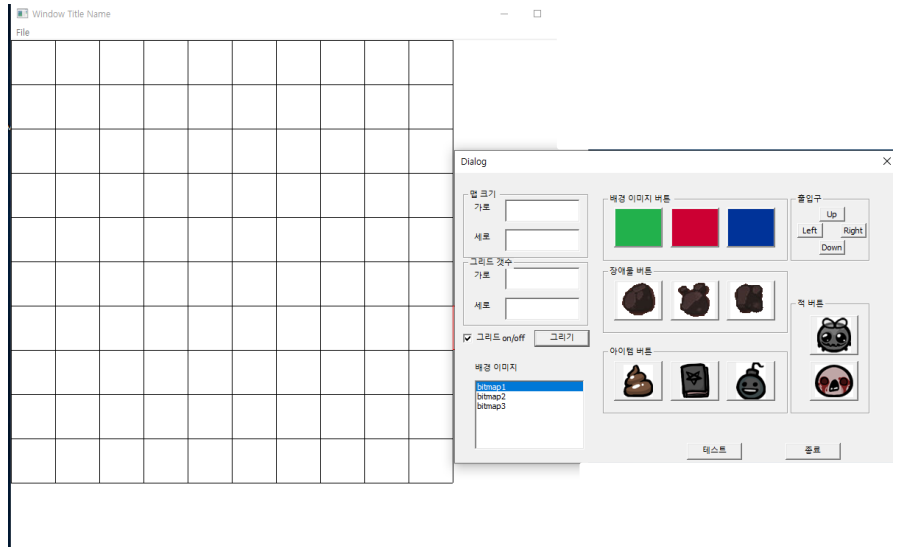 Window Title Name
File
Dialog
맵 크기
가로
세로
그리드 갯수
가로
세로
그리드 on/off
그리기
배경 이미지
bitmap1
bitmap2
bitmap3
배경 이미지 버튼
장애물 버튼
아이템 버튼
출입구
Up
Left
Right
Down
적 버튼
테스트
종료